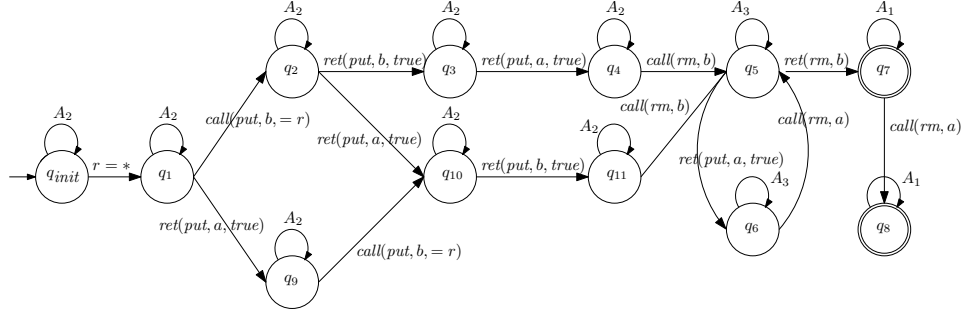 A2 A2 A3 A1
A2
q2 ret(put, b, true) q3 ret(put, a, true) q4 call(rm, b) q5 ret(rm, b) q7
call(rm, b)
A2 A2 call(put, b, = r) A2 A2 call(rm, a) call(rm, a)
ret(put, a, true)
qinit r = * q1 q10 ret(put, b, true) q11 ret(put, a, true)
A3 A1
A2 ret(put, a, true)
q6 q8
call(put, b, = r)
q9